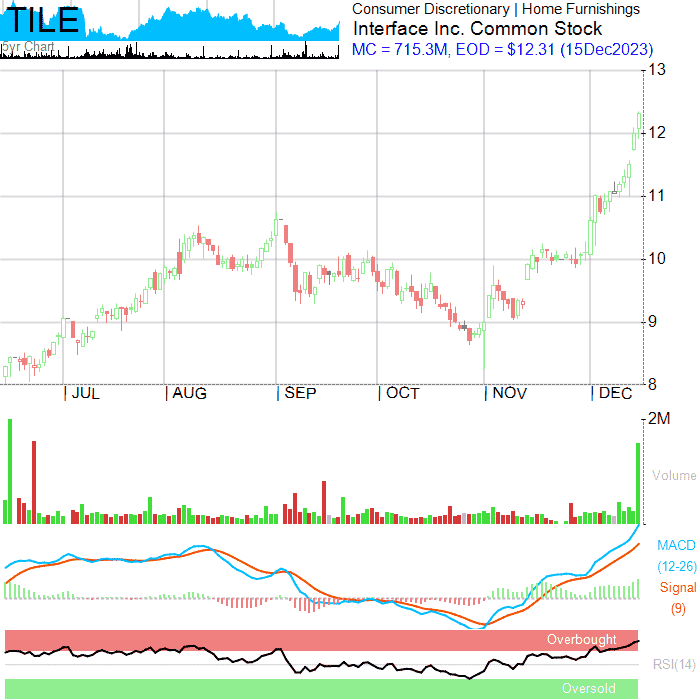 TILE
5yr Chart
Consumer Discretionary | Home Furnishings
Interface Inc. Common Stock
MC = 715.3M, EOD = $12.31 (15Dec2023)
13
12
11
10
9
8
| JUL | AUG | SEP | OCT | NOV | DEC
2M
Volume
MACD
(12-26)
Signal
(9)
Overbought
RSI(14)
Oversold